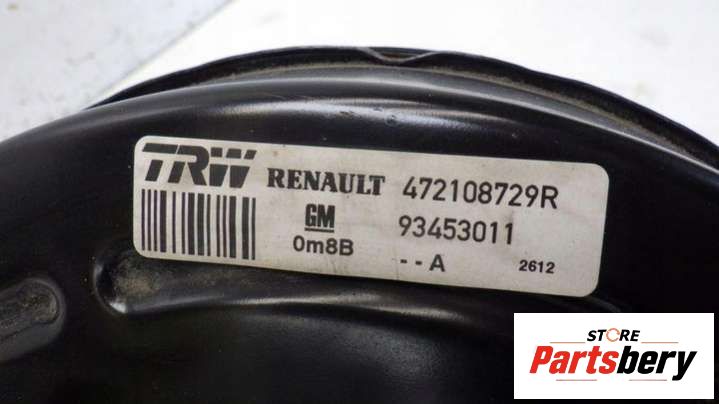 TRW RENAULT 472108729R
GM 93453011
0m8B --A 2612
STORE
Partsbery